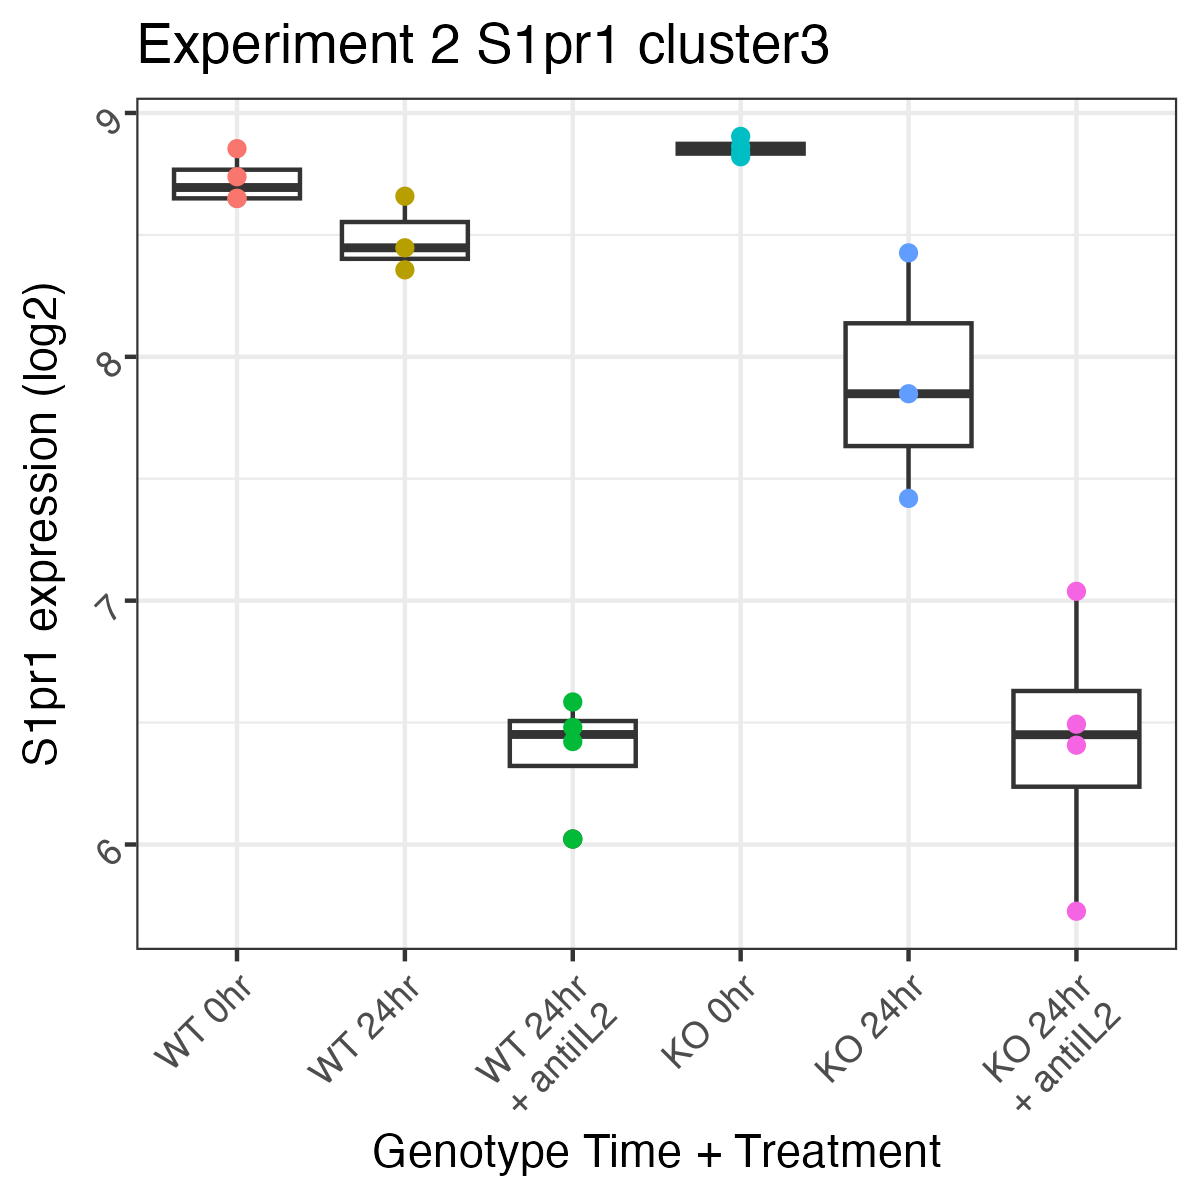 Experiment 2 S1pr1 cluster3
S1pr1 expression (log2)
9
8
7
6
WT 0hr
WT 24hr
WT 24hr
+ antiIL2
KO 0hr
KO 24hr
KO 24hr
+ antiIL2
Genotype Time + Treatment